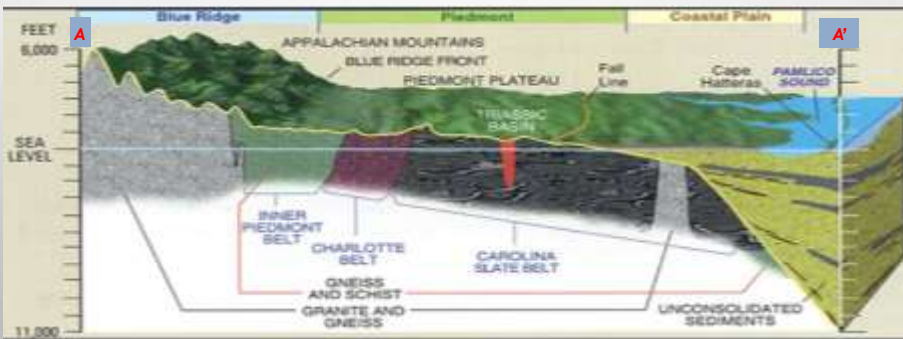 Blue Ridge
Piedmont
Coastal Plain
FEET
A
A'
6,000
APPALACHIAN MOUNTAINS
BLUE RIDGE FRONT
PIEDMONT PLATEAU
Fall
Line
Cape
Hatteras
PAMLICO
SOUND
TRIASSIC
BASIN
SEA
LEVEL
INNER
PIEDMONT
BELT
CHARLOTTE
BELT
CAROLINA
SLATE BELT
GNEISS
AND SCHIST
GRANITE AND
GNEISS
UNCONSOLIDATED
SEDIMENTS
11,000